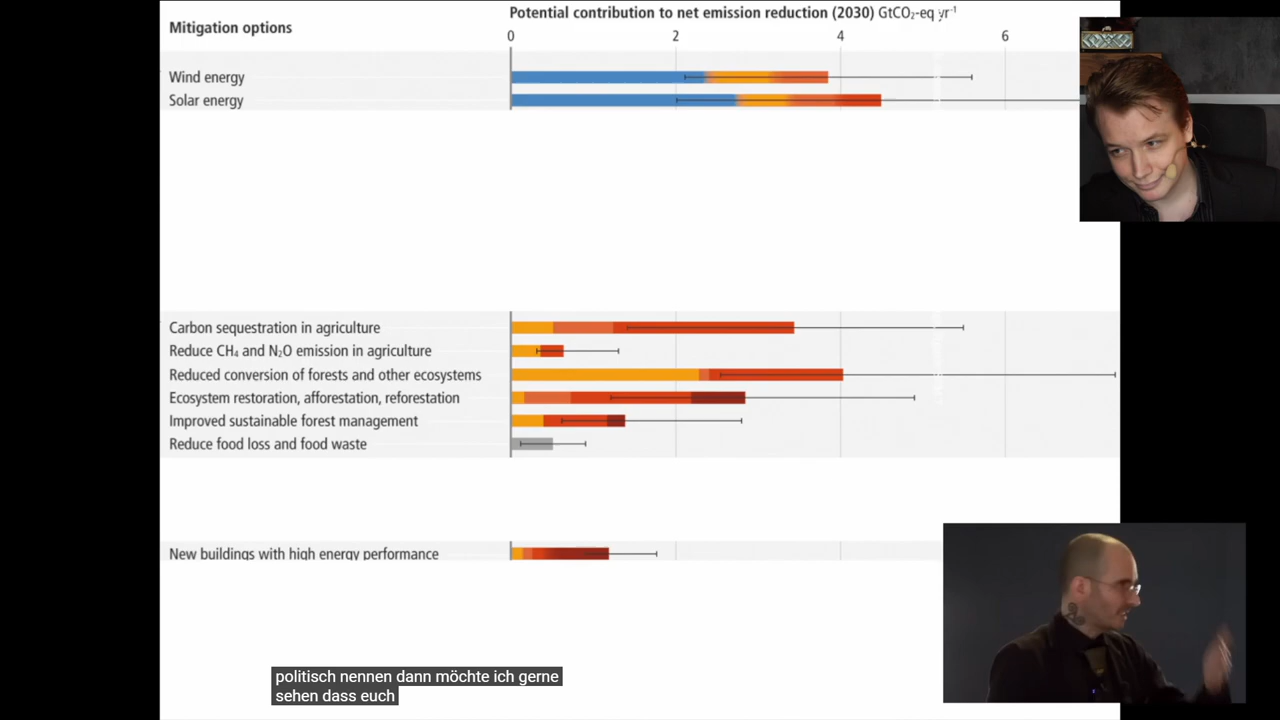 Potential contribution to net emission reduction (2030) GtCO₂-eq yr⁻¹
Mitigation options
0 2 4 6
Wind energy
Solar energy
Carbon sequestration in agriculture
Reduce CH₄ and N₂O emission in agriculture
Reduced conversion of forests and other ecosystems
Ecosystem restoration, afforestation, reforestation
Improved sustainable forest management
Reduce food loss and food waste
New buildings with high energy performance
politisch nennen dann möchte ich gerne
sehen dass euch